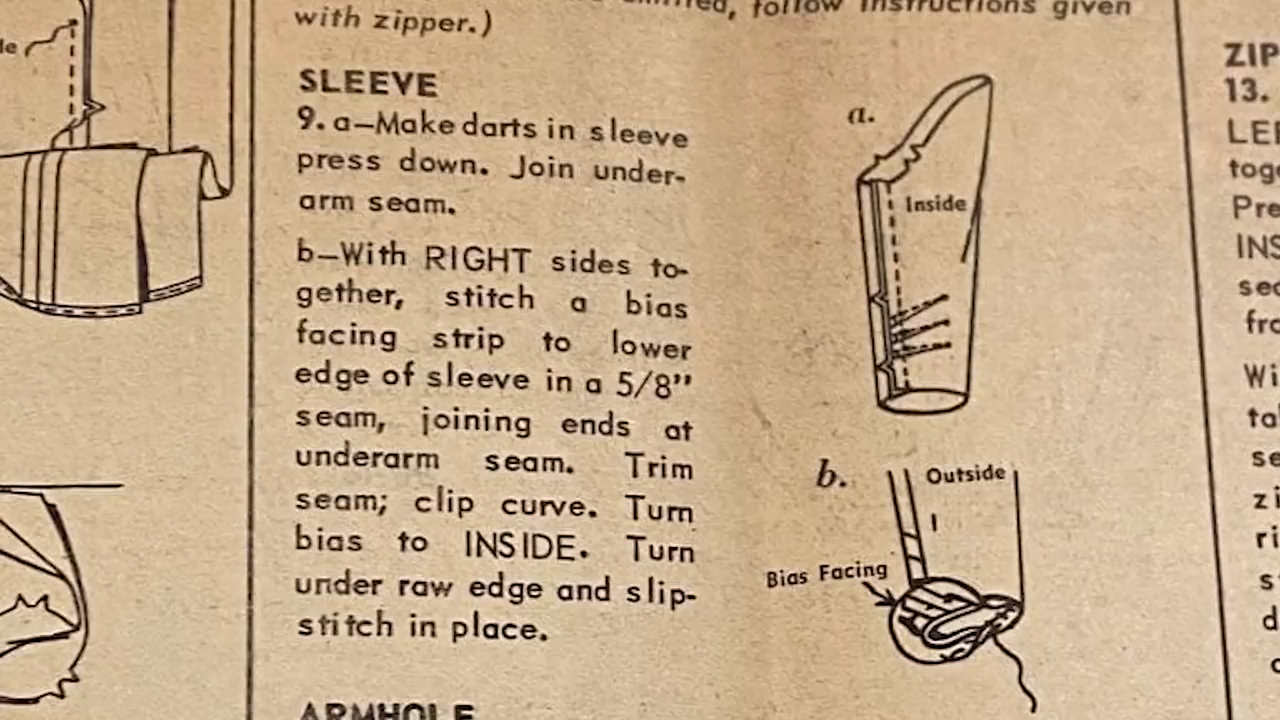 follow instructions given
with zipper.)
SLEEVE
9. a—Make darts in sleeve
press down. Join under-
arm seam.
b—With RIGHT sides to-
gether, stitch a bias
facing strip to lower
edge of sleeve in a 5/8"
seam, joining ends at
underarm seam. Trim
seam; clip curve. Turn
bias to INSIDE. Turn
under raw edge and slip-
stitch in place.
ARMHOLE
a.
Inside
b.
Outside
Bias Facing
ZIP
13.